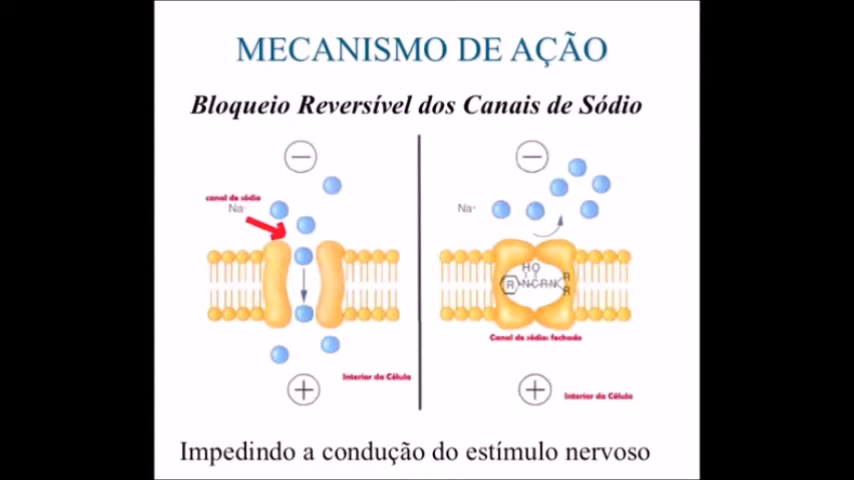 MECANISMO DE AÇÃO
Bloqueio Reversível dos Canais de Sódio
canal de sódio
Na⁺
Na⁺
HO
R N-C-R-N R
R
Canal de sódio: fechado
Interior da Célula
Interior da Célula
Impedindo a condução do estímulo nervoso